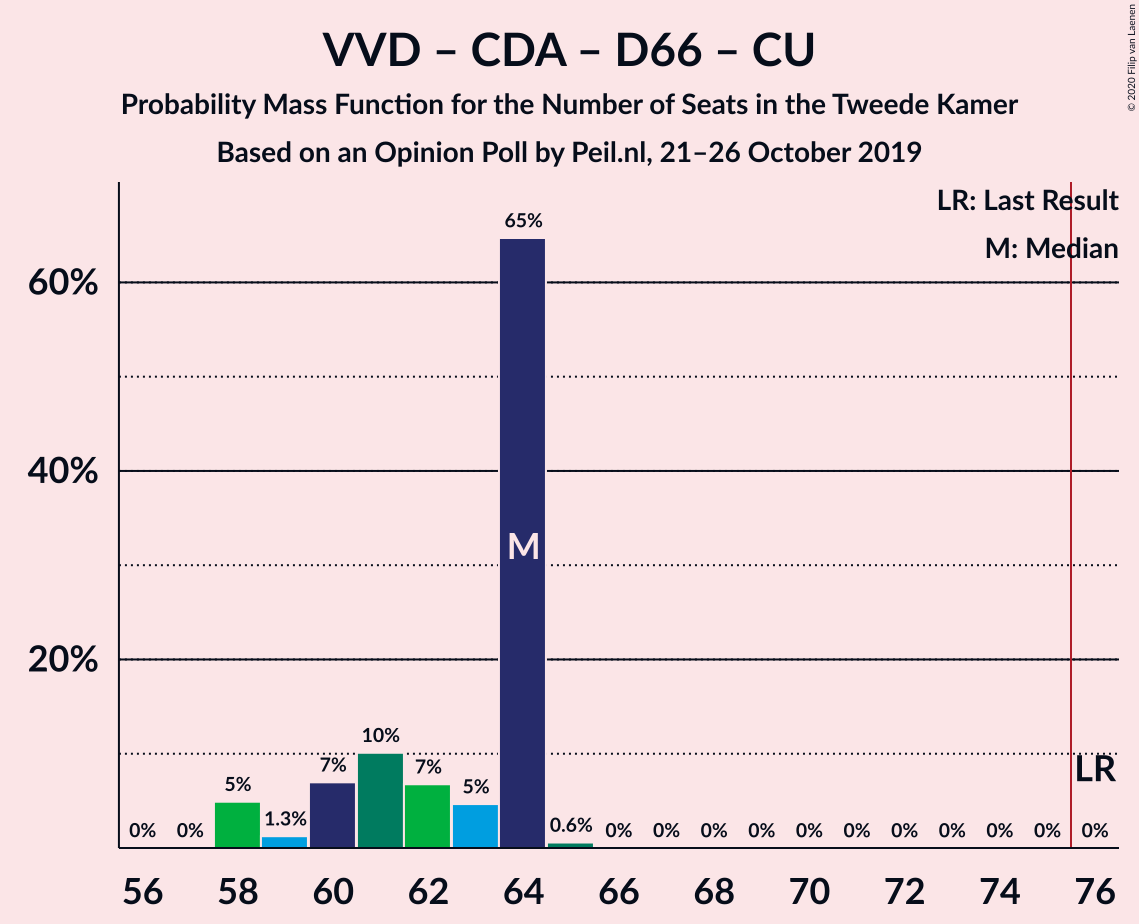 VVD – CDA – D66 – CU
Probability Mass Function for the Number of Seats in the Tweede Kamer
Based on an Opinion Poll by Peil.nl, 21–26 October 2019
© 2020 Filip van Laenen
LR: Last Result
M: Median
60%
40%
20%
0% 0% 5% 1.3% 7% 10% 7% 5% 65% 0.6% 0% 0% 0% 0% 0% 0% 0% 0% 0% 0% 0%
M
LR
56 58 60 62 64 66 68 70 72 74 76